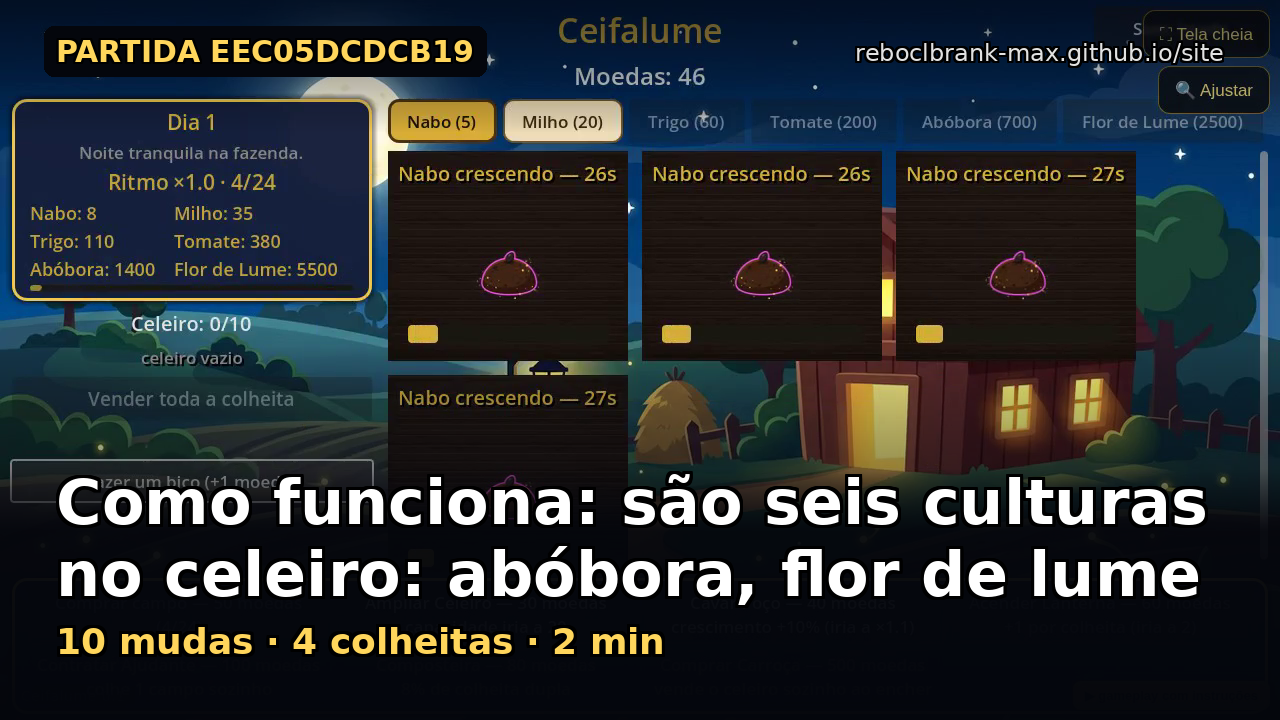 PARTIDA EEC05DCDCB19
Ceifalume
Moedas: 46
reboclbrank-max.github.io/site
Tela cheia
Ajustar
Dia 1
Noite tranquila na fazenda.
Ritmo ×1.0 · 4/24
Nabo: 8 Milho: 35
Trigo: 110 Tomate: 380
Abóbora: 1400 Flor de Lume: 5500
Celeiro: 0/10
celeiro vazio
Vender toda a colheita
Nabo (5) Milho (20) Trigo (60) Tomate (200) Abóbora (700) Flor de Lume (2500)
Nabo crescendo — 26s
Nabo crescendo — 26s
Nabo crescendo — 27s
Nabo crescendo — 27s
Como funciona: são seis culturas
no celeiro: abóbora, flor de lume
10 mudas · 4 colheitas · 2 min